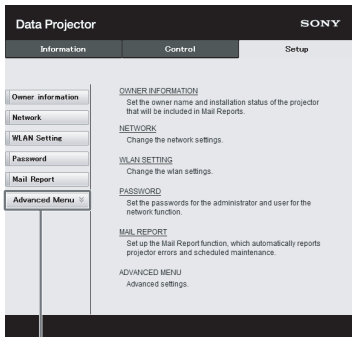 Data Projector
SONY
Information
Control
Setup
Owner information
Network
WLAN Setting
Password
Mail Report
Advanced Menu
OWNER INFORMATION
Set the owner name and installation status of the projector
that will be included in Mail Reports.
NETWORK
Change the network settings.
WLAN SETTING
Change the wlan settings.
PASSWORD
Set the passwords for the administrator and user for the
network function.
MAIL REPORT
Set up the Mail Report function, which automatically reports
projector errors and scheduled maintenance.
ADVANCED MENU
Advanced settings.